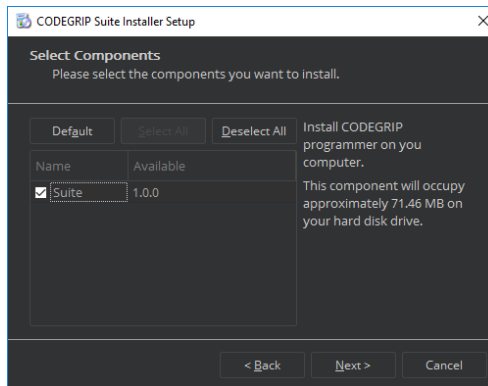 CODEGRIP Suite Installer Setup
Select Components
Please select the components you want to install.
Default
Select All
Deselect All
Name
Available
Suite
1.0.0
Install CODEGRIP
programmer on you
computer.
This component will occupy
approximately 71.46 MB on
your hard disk drive.
< Back
Next >
Cancel